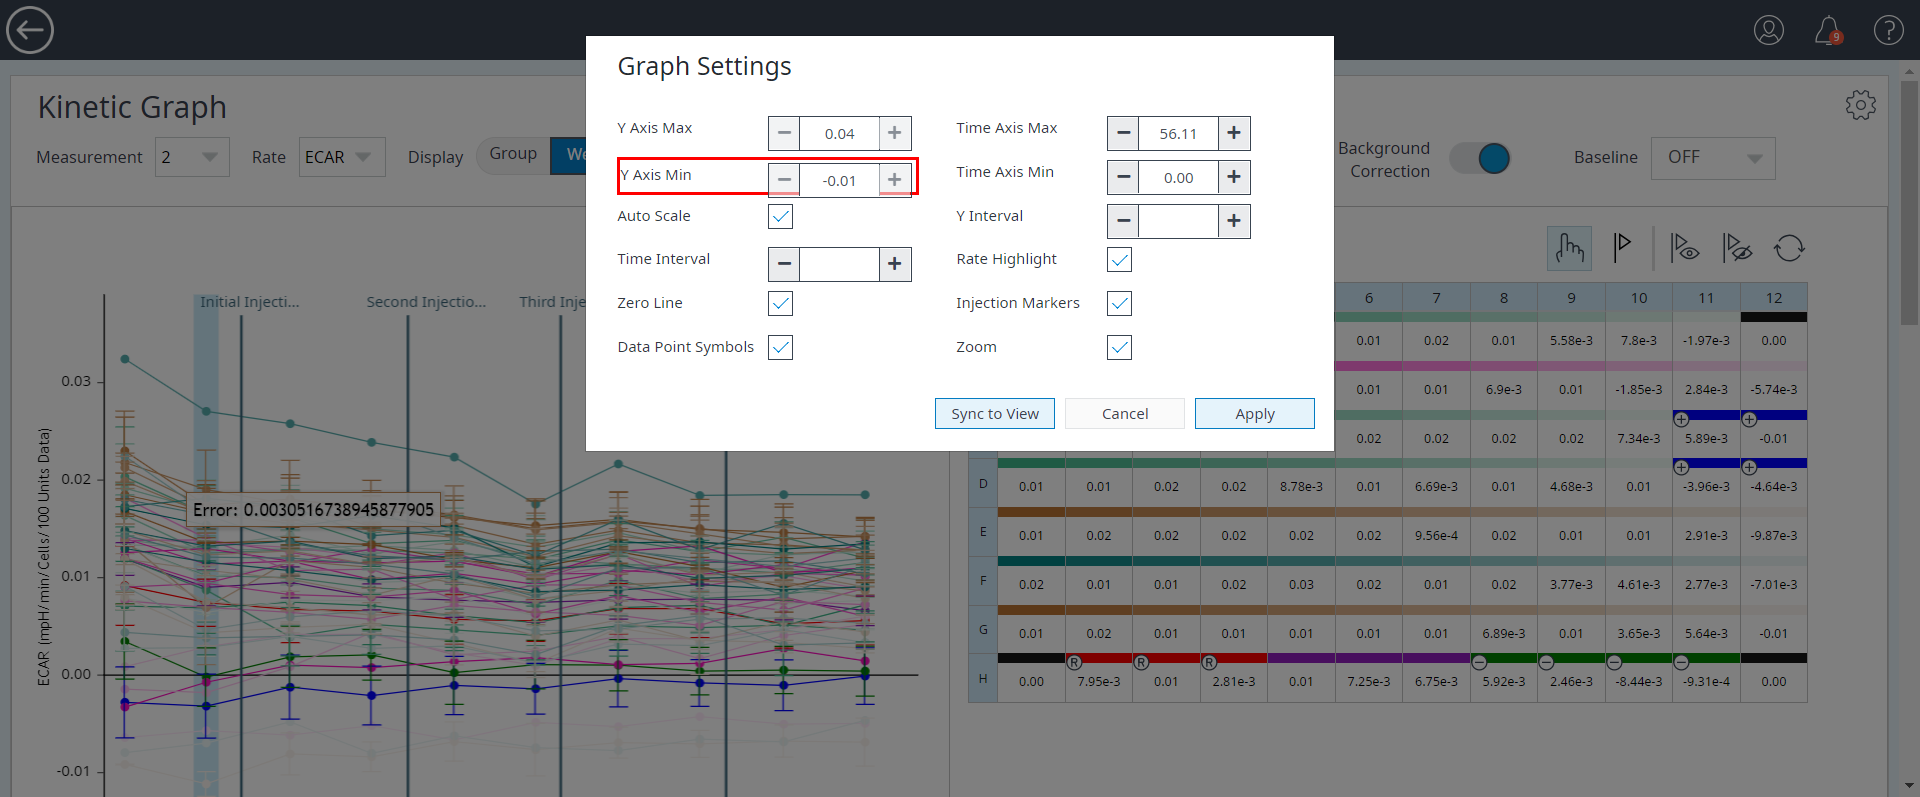 9
Kinetic Graph
Measurement
2
Rate
ECAR
Display
Group
We
Background
Correction
Baseline
OFF
Graph Settings
Y Axis Max
0.04
Time Axis Max
56.11
Y Axis Min
-0.01
Time Axis Min
0.00
Auto Scale
Y Interval
Time Interval
Rate Highlight
Zero Line
Injection Markers
Data Point Symbols
Zoom
Sync to View
Cancel
Apply
Initial Injecti...
Second Injectio...
Third Inje
0.03
0.02
0.01
0.00
-0.01
ECAR (mpH/min/Cells/100 Units Data)
Error: 0.0030516738945877905
6 7 8 9 10 11 12
0.01 0.02 0.01 5.58e-3 7.8e-3 -1.97e-3 0.00
0.01 0.01 6.9e-3 0.01 -1.85e-3 2.84e-3 -5.74e-3
0.02 0.02 0.02 0.02 7.34e-3 5.89e-3 -0.01
D 0.01 0.01 0.02 0.02 8.78e-3 0.01 6.69e-3 0.01 4.68e-3 0.01 -3.96e-3 -4.64e-3
E 0.01 0.02 0.02 0.02 0.02 0.02 9.56e-4 0.02 0.01 0.01 2.91e-3 -9.87e-3
F 0.02 0.01 0.01 0.02 0.03 0.02 0.01 0.02 3.77e-3 4.61e-3 2.77e-3 -7.01e-3
G 0.01 0.02 0.01 0.01 0.01 0.01 0.01 6.89e-3 0.01 3.65e-3 5.64e-3 -0.01
R R R
H 0.00 7.95e-3 0.01 2.81e-3 0.01 7.25e-3 6.75e-3 5.92e-3 2.46e-3 -8.44e-3 -9.31e-4 0.00